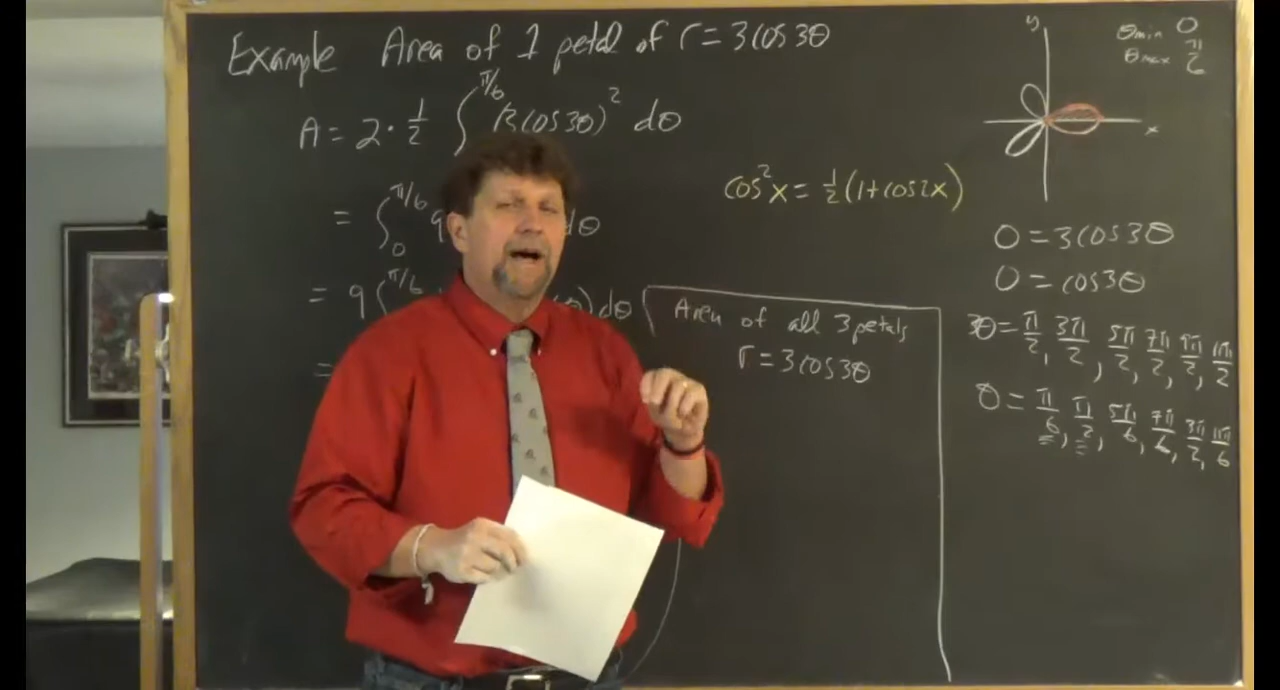 Example Area of 1 petal of r = 3cos3θ
A = 2 · 1/2 ∫ π/6 (3cos3θ)² dθ
= ∫ π/6 0 9 dθ
= 9 ∫ π/6 θ) dθ
=
cos²x = 1/2 (1+cos2x)
Area of all 3 petals
r = 3cos3θ
y
x
θmin 0
θmax π/6
0 = 3cos3θ
0 = cos3θ
3θ = π/2, 3π/2, 5π/2, 7π/2, 9π/2, 11π/2
θ = π/6, π/2, 5π/6, 7π/6, 3π/2, 11π/6